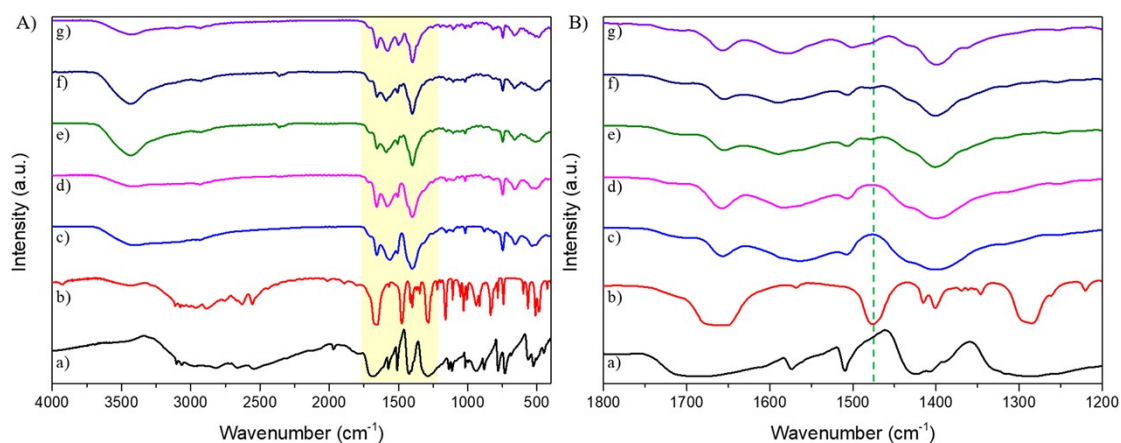 A)
g)
f)
e)
d)
c)
b)
a)
Intensity (a.u.)
4000 3500 3000 2500 2000 1500 1000 500
Wavenumber (cm⁻¹)
B)
g)
f)
e)
d)
c)
b)
a)
Intensity (a.u.)
1800 1700 1600 1500 1400 1300 1200
Wavenumber (cm⁻¹)